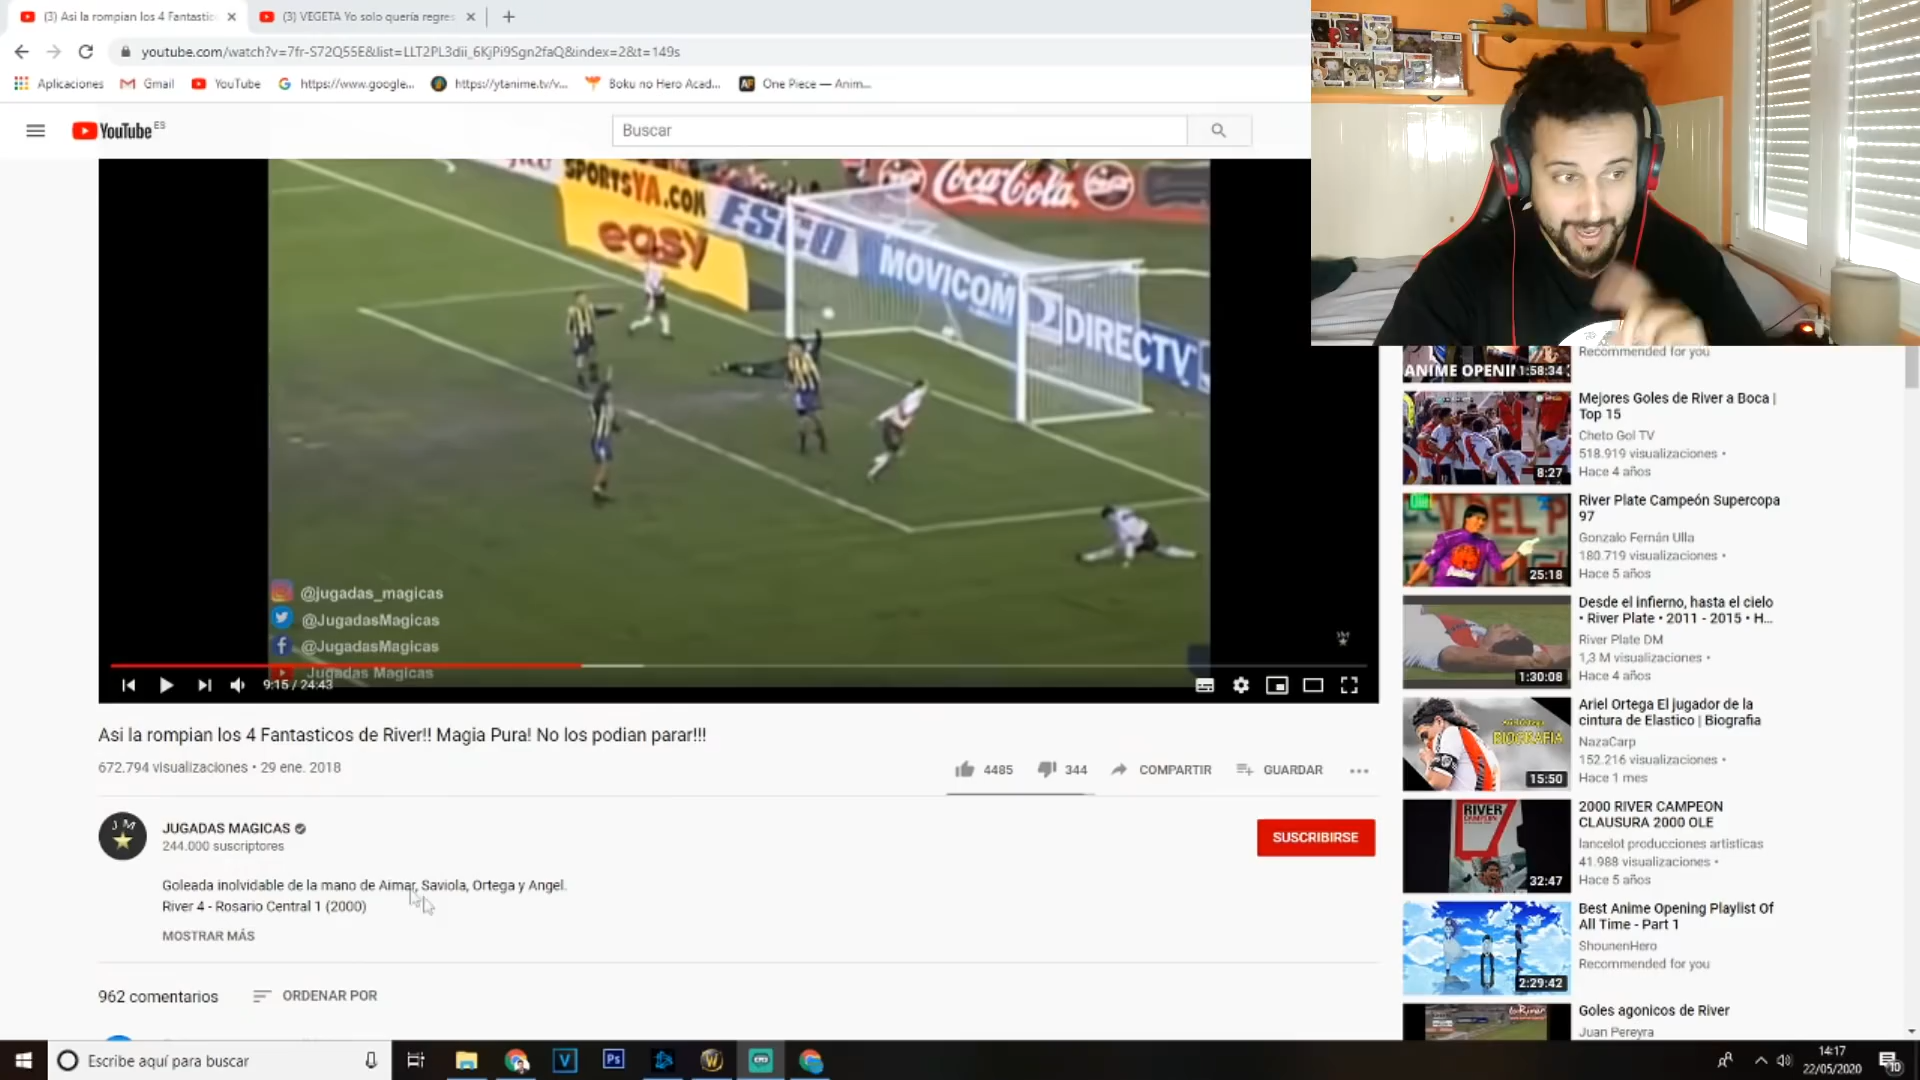 (3) Asi la rompian los 4 Fantastic
(3) VEGETA Yo solo quería regres
youtube.com/watch?v=7fr-S72Q55E&list=LLT2PL3dii_6KjPi9Sgn2faQ&index=2&t=149s
Aplicaciones
Gmail
YouTube
https://www.google...
https://ytanime.tv/v...
Boku no Hero Acad...
One Piece — Anim...
YouTube ES
Buscar
SPORTSYA.COM
easy
ESCO
MOVICOM
Coca-Cola
DIRECTV
@jugadas_magicas
@JugadasMagicas
@JugadasMagicas
Jugadas Magicas
9:15 / 24:43
JM
Asi la rompian los 4 Fantasticos de River!! Magia Pura! No los podian parar!!!
672.794 visualizaciones • 29 ene. 2018
4485
344
COMPARTIR
GUARDAR
JM
JUGADAS MAGICAS
244.000 suscriptores
SUSCRIBIRSE
Goleada inolvidable de la mano de Aimar, Saviola, Ortega y Angel.
River 4 - Rosario Central 1 (2000)
MOSTRAR MÁS
962 comentarios
ORDENAR POR
Recommended for you
ANIME OPENI
1:58:34
Mejores Goles de River a Boca |
Top 15
Cheto Gol TV
518.919 visualizaciones •
Hace 4 años
8:27
River Plate Campeón Supercopa
97
Gonzalo Fernán Ulla
180.719 visualizaciones •
Hace 5 años
25:18
Desde el infierno, hasta el cielo
• River Plate • 2011 - 2015 • H...
River Plate DM
1,3 M visualizaciones •
Hace 4 años
1:30:08
Ariel Ortega El jugador de la
cintura de Elastico | Biografia
NazaCarp
152.216 visualizaciones •
Hace 1 mes
BIOGRAFIA
15:50
2000 RIVER CAMPEON
CLAUSURA 2000 OLE
lancelot producciones artisticas
41.988 visualizaciones •
Hace 5 años
RIVER
32:47
Best Anime Opening Playlist Of
All Time - Part 1
ShounenHero
Recommended for you
2:29:42
Goles agonicos de River
Juan Pereyra
Escribe aquí para buscar
Ps
14:17
22/05/2020
10